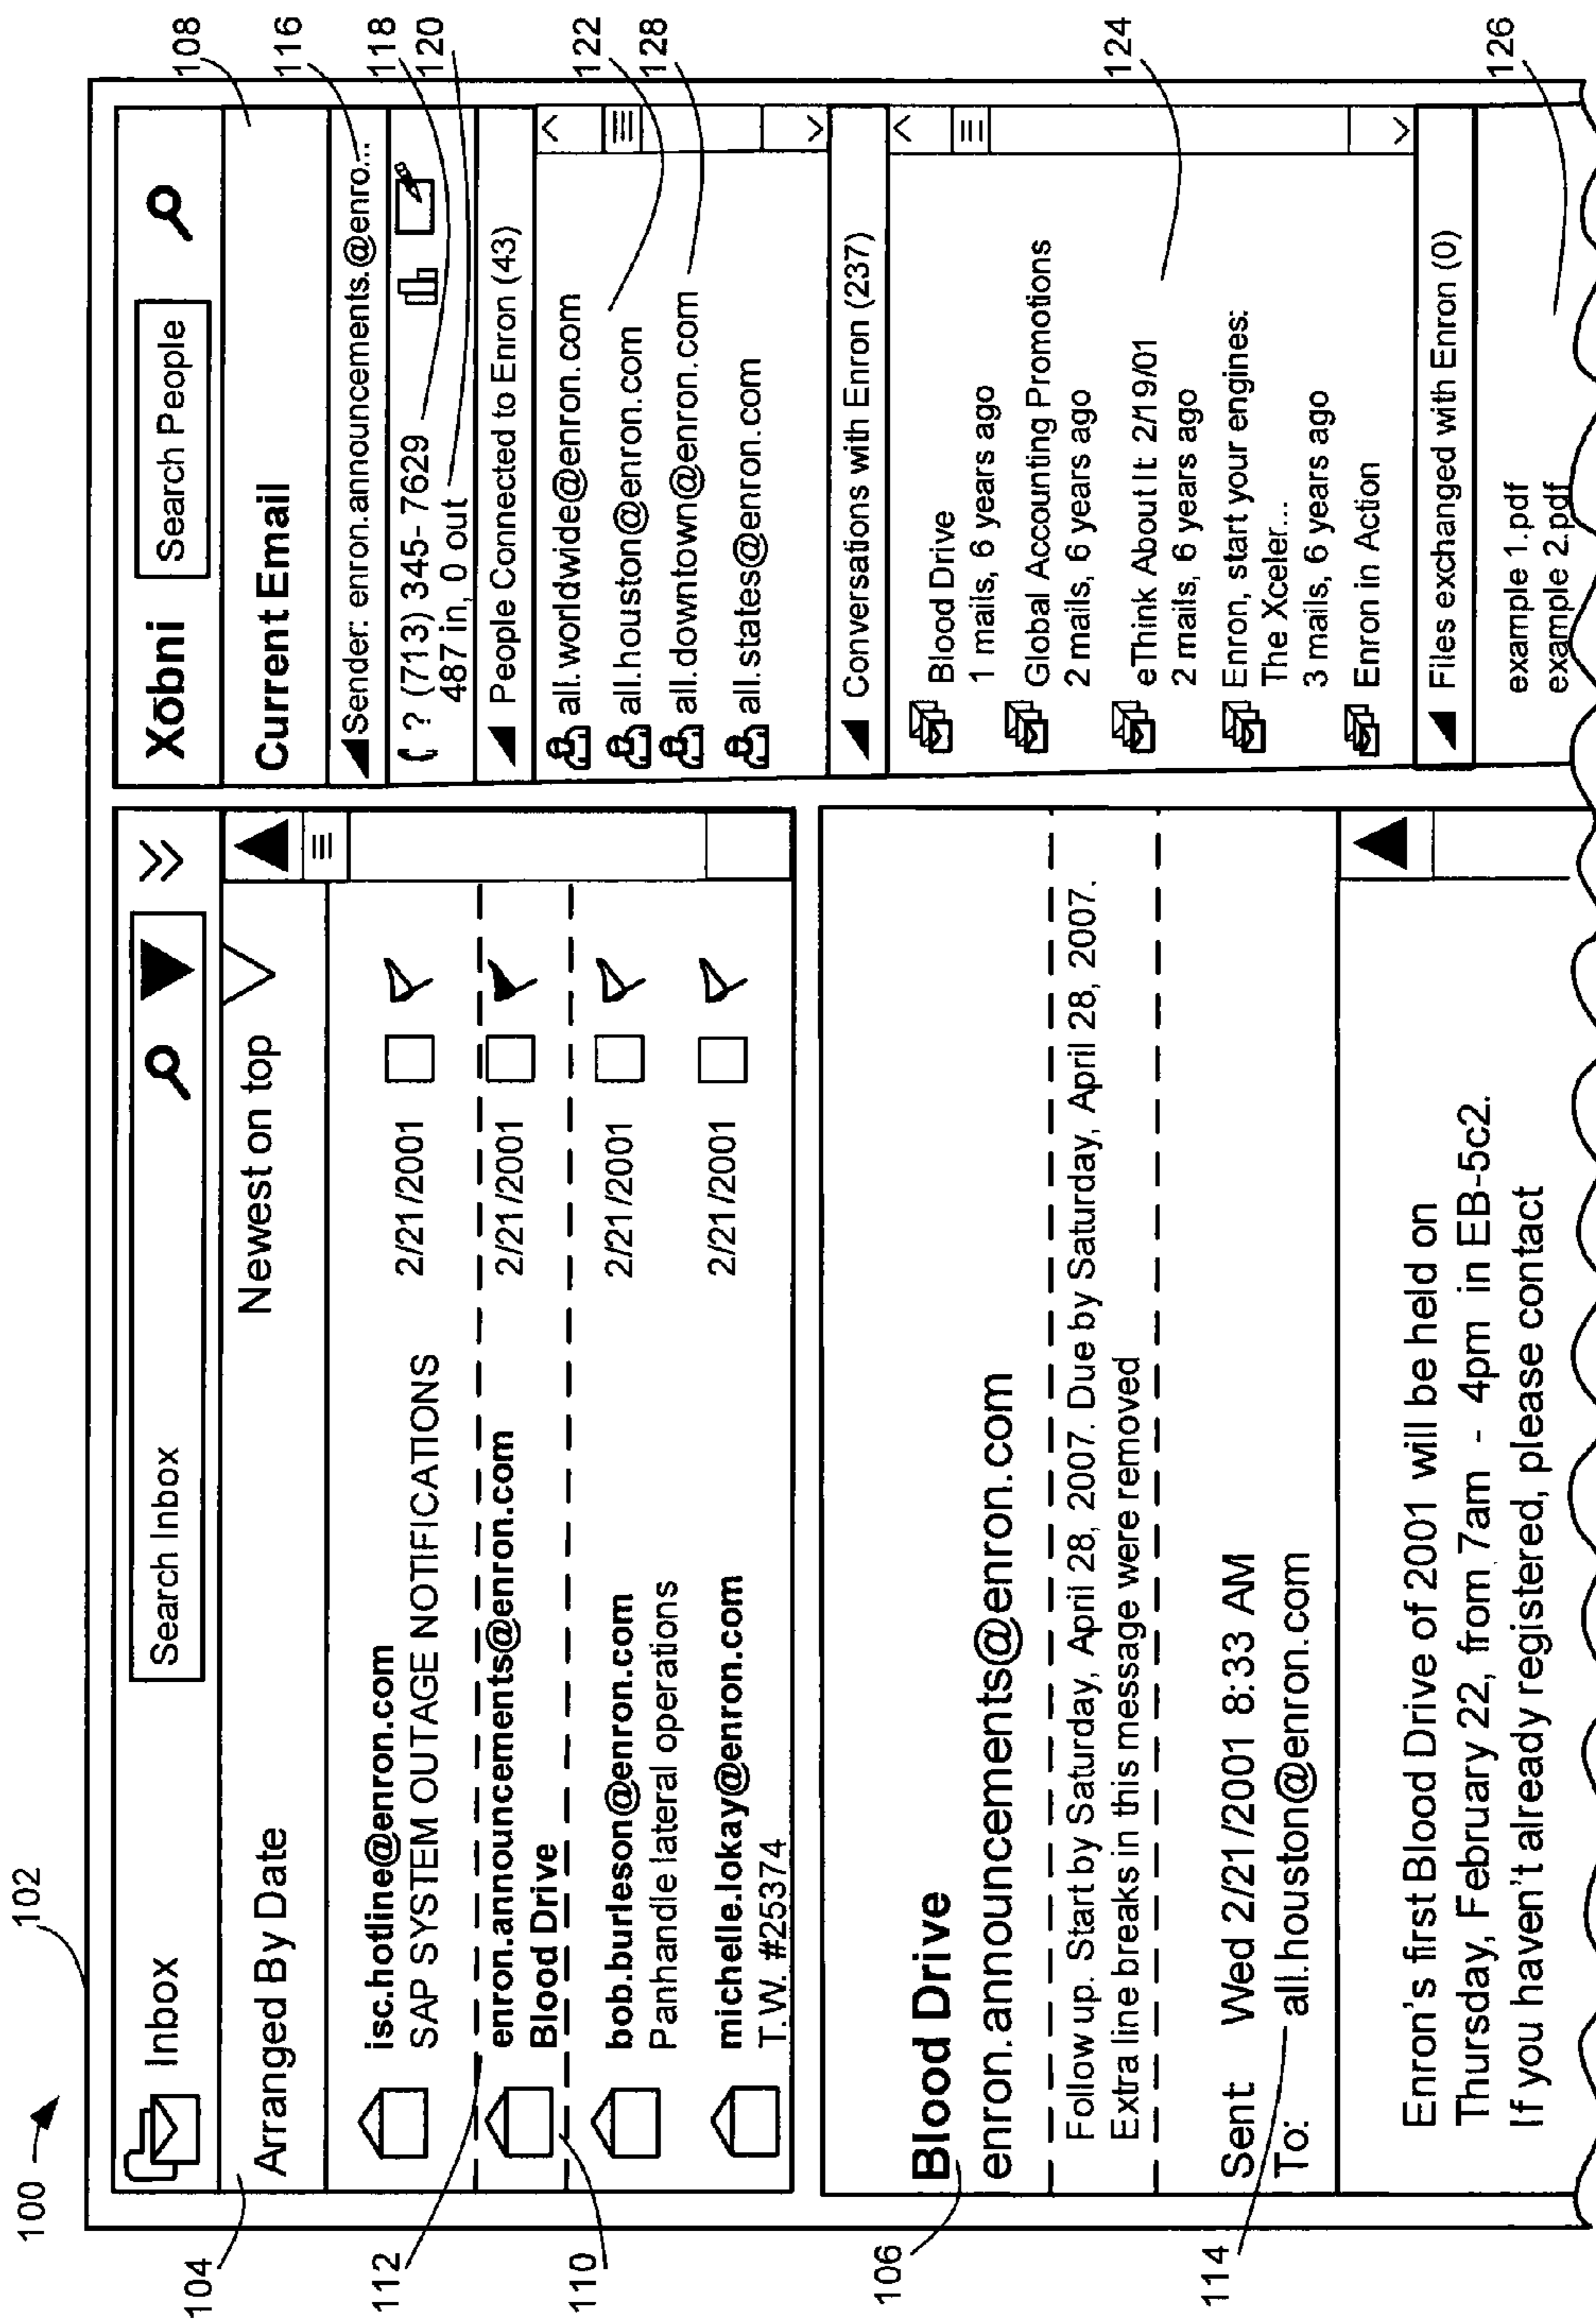 100
102
104
Inbox
Search Inbox
Arranged By Date
Newest on top
isc.hotline@enron.com
SAP SYSTEM OUTAGE NOTIFICATIONS
2/21/2001
112
enron.announcements@enron.com
2/21/2001
Blood Drive
110
bob.burleson@enron.com
2/21/2001
Panhandle lateral operations
michelle.lokay@enron.com
2/21/2001
T.W. #25374
106
Blood Drive
enron.announcements@enron.com
Follow up. Start by Saturday, April 28, 2007. Due by Saturday, April 28, 2007.
Extra line breaks in this message were removed
Sent: Wed 2/21/2001 8:33 AM
114
To: all.houston@enron.com
Enron's first Blood Drive of 2001 will be held on
Thursday, February 22, from 7am - 4pm in EB-5c2.
If you haven't already registered, please contact
Xobni
Search People
108
Current Email
116
Sender: enron.announcements.@enro...
118
( ? (713) 345-7629
120
487 in, 0 out
People Connected to Enron (43)
122
all.worldwide@enron.com
all.houston@enron.com
128
all.downtown@enron.com
all.states@enron.com
Conversations with Enron (237)
Blood Drive
1 mails, 6 years ago
Global Accounting Promotions
2 mails, 6 years ago
124
eThink About It: 2/19/01
2 mails, 6 years ago
Enron, start your engines:
The Xceler...
3 mails, 6 years ago
Enron in Action
Files exchanged with Enron (0)
126
example 1.pdf
example 2.pdf